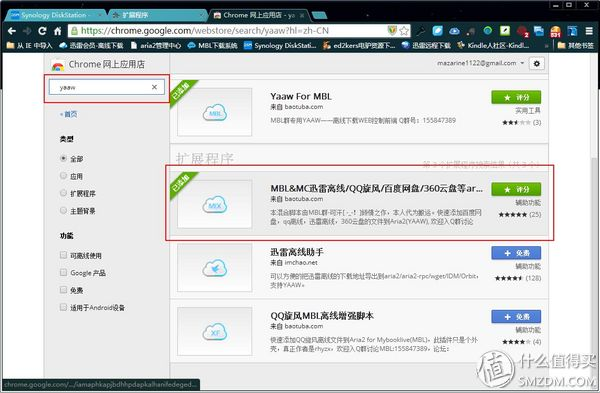 Synology DiskStation
扩展程序
Chrome 网上应用店 - ya
https://chrome.google.com/webstore/search/yaaw?hl=zh-CN
从 IE 中导入
迅雷会员-离线下载
aria2管理中心
MBL下载系统
Synology DiskStation
ed2kers电驴资源下
迅雷远程下载
Kindle人社区-Kindl
831
其他书签
Chrome 网上应用店
mazarine1122@gmail.com
yaaw
« 首页
类型
全部
应用
扩展程序
主题背景
功能
可离线使用
Google 产品
免费
适用于Android设备
已添加
MBL
Yaaw For MBL
来自 baotuba.com
MBL群专用YAAW——离线下载WEB控制前端 Q群号：155847389
评分
实用工具
(3)
扩展程序
已添加
MIX
MBL&MC迅雷离线/QQ旋风/百度网盘/360云盘等ar...
来自 baotuba.com
本混合脚本由MBL群-可汗[-_-！]倾情之作，本人代为搬运。快速添加百度网
盘，qq离线，迅雷离线，360云盘的文件到Aria2(YAAW). 欢迎入Q群讨论
评分
辅助功能
(25)
迅雷离线助手
来自 imchao.net
可以方便的把迅雷离线的下载地址导出到aria2/aria2-rpc/wget/IDM/Orbit，
支持YAAW。
免费
辅助功能
(128)
XF
QQ旋风MBL离线增强脚本
来自 baotuba.com
快速添加QQ旋风离线文件到Aria2 for Mybooklive(MBL)，此插件只是个外
壳，真正作者是rhyzx，欢迎入Q群讨论MBL:155847389，论坛:
免费
辅助功能
(4)
chrome.google.com/.../iamaphkapjbdhhpdapkalhanifedeged...
值 什么值得买
SMZDM.COM